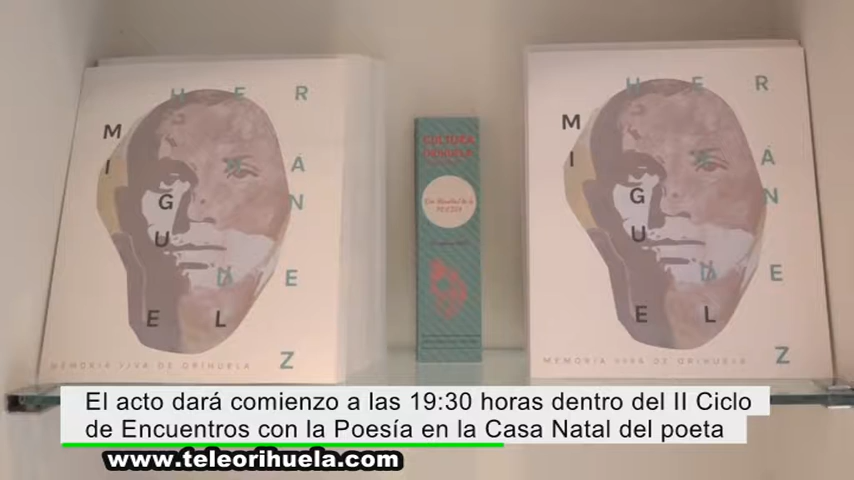 H E R
M
I
Á
G
N
U
E
E L
Z
MEMORIA VIVA DE ORIHUELA
CULTURA
POESÍA
H E R
M
I
Á
G
N
U
E
E L
Z
MEMORIA VIVA DE ORIHUELA
El acto dará comienzo a las 19:30 horas dentro del II Ciclo
de Encuentros con la Poesía en la Casa Natal del poeta
www.teleorihuela.com